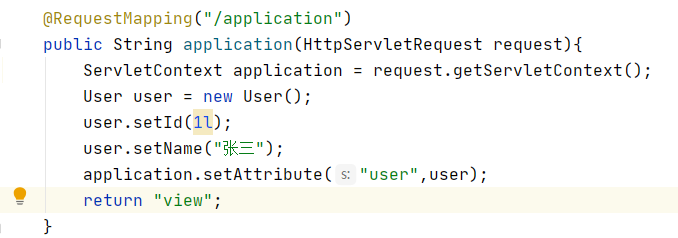 @RequestMapping("/application")
public String application(HttpServletRequest request){
ServletContext application = request.getServletContext();
User user = new User();
user.setId(1l);
user.setName("张三");
application.setAttribute( s: "user",user);
return "view";
}